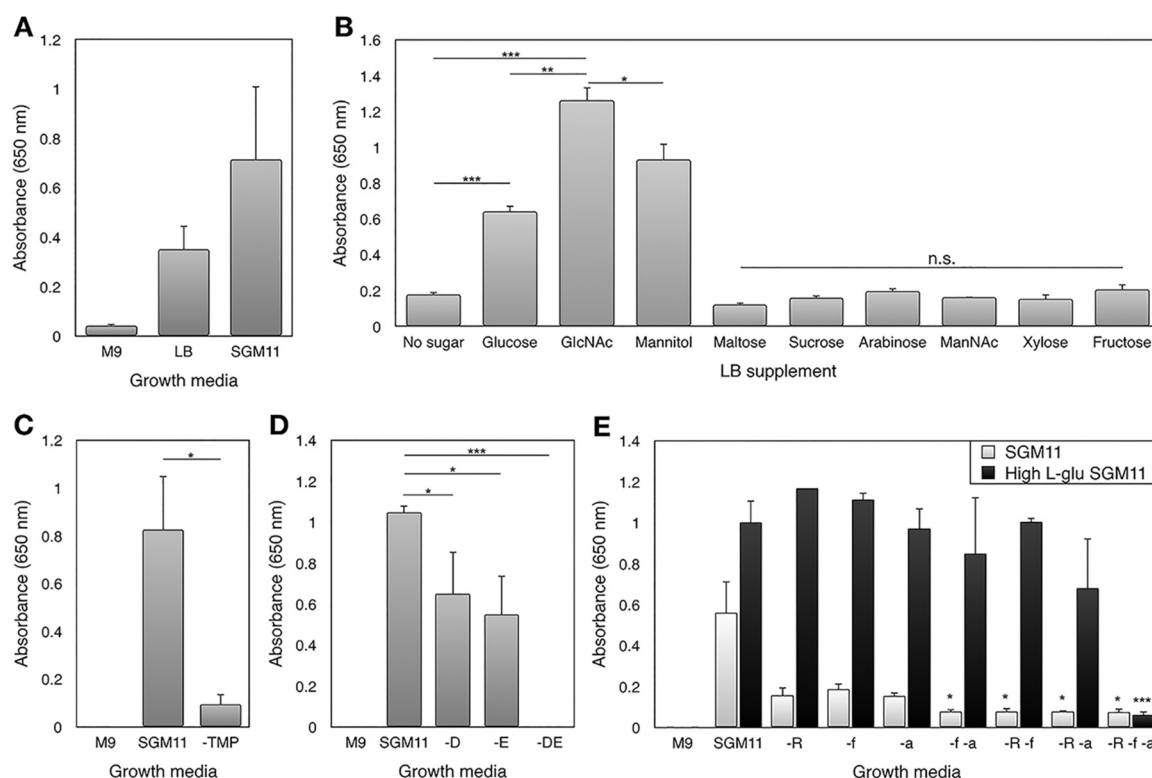 A
Absorbance (650 nm)
1.2
1
0.8
0.6
0.4
0.2
0
M9 LB SGM11
Growth media
B
Absorbance (650 nm)
1.6
1.4
1.2
1
0.8
0.6
0.4
0.2
0
***
** *
***
n.s.
No sugar Glucose GlcNAc Mannitol Maltose Sucrose Arabinose ManNAc Xylose Fructose
LB supplement
C
Absorbance (650 nm)
1.2
1
0.8
0.6
0.4
0.2
0
*
M9 SGM11 -TMP
Growth media
D
Absorbance (650 nm)
1.4
1.2
1
0.8
0.6
0.4
0.2
0
***
*
*
M9 SGM11 -D -E -DE
Growth media
E
Absorbance (650 nm)
1.4
1.2
1
0.8
0.6
0.4
0.2
0
SGM11
High L-glu SGM11
* * * * ***
M9 SGM11 -R -f -a -f -a -R -f -R -a -R -f -a
Growth media